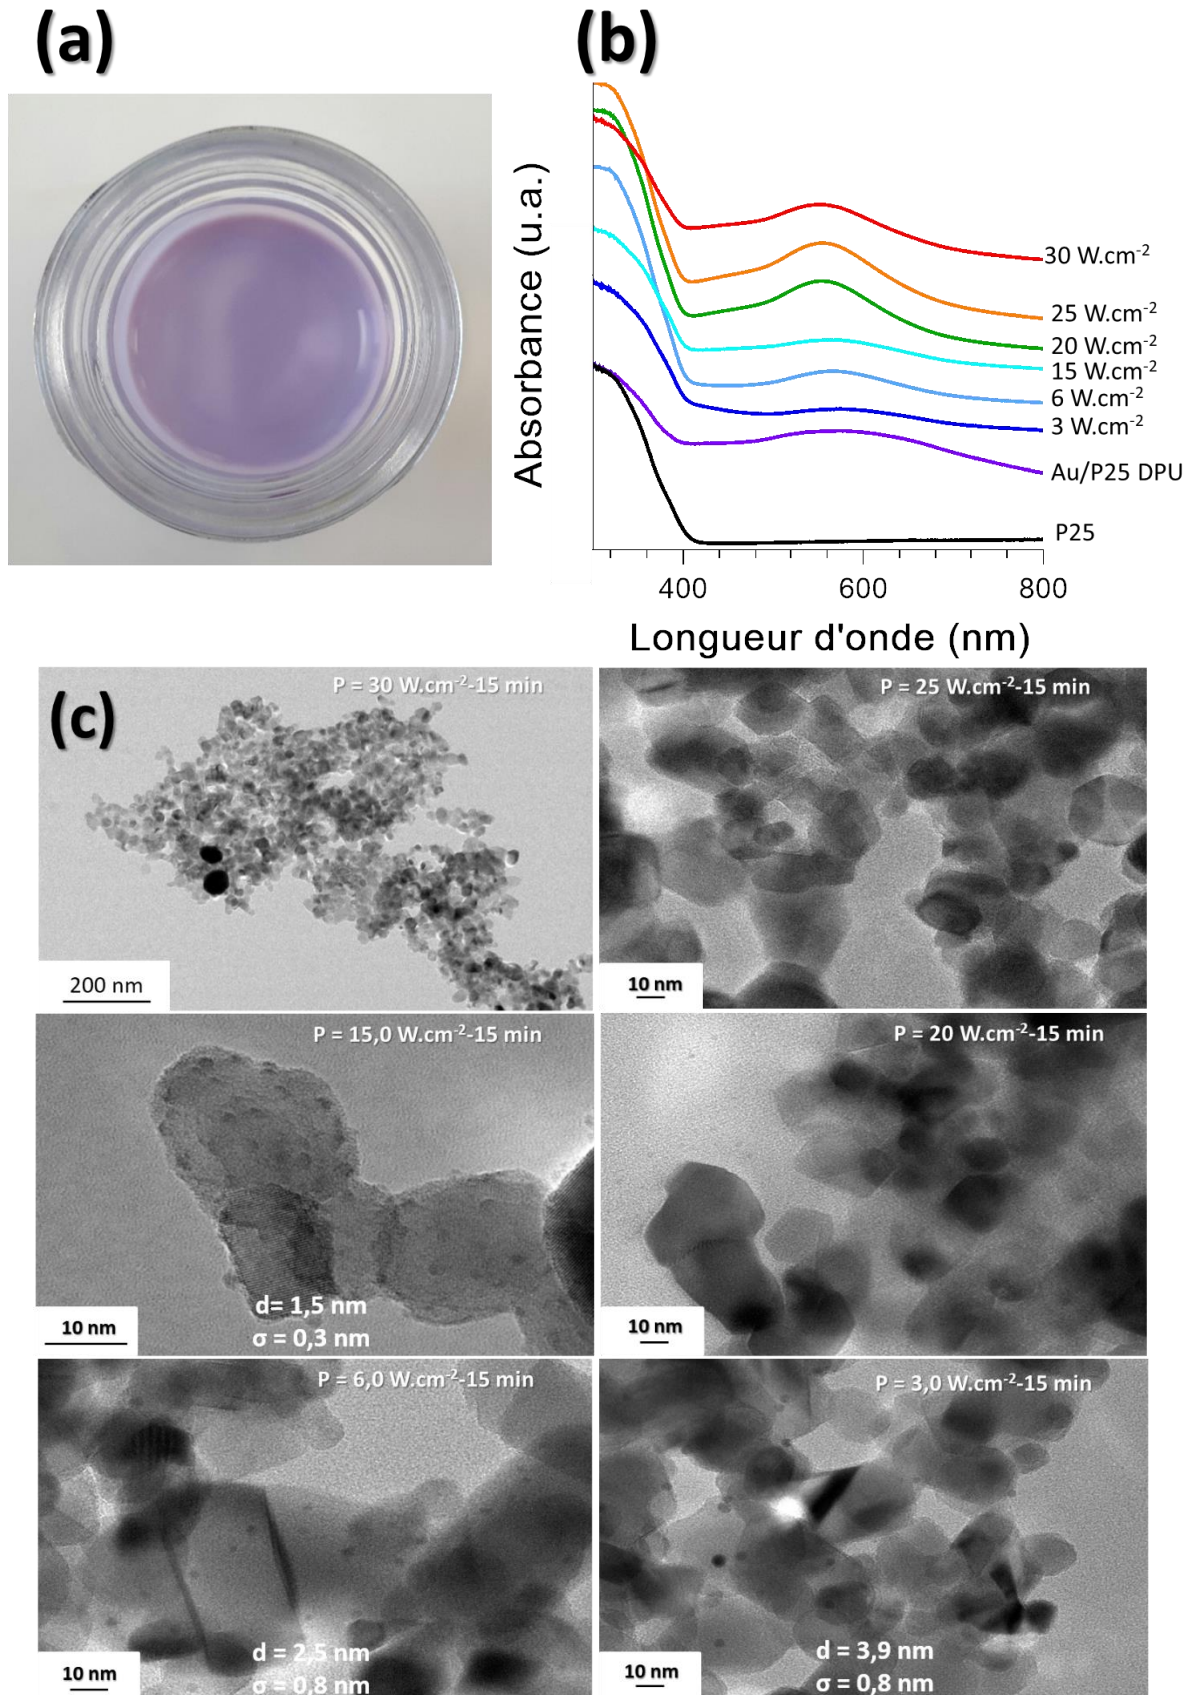 (a)
(b)
Absorbance (u.a.)
30 W.cm⁻²
25 W.cm⁻²
20 W.cm⁻²
15 W.cm⁻²
6 W.cm⁻²
3 W.cm⁻²
Au/P25 DPU
P25
400
600
800
Longueur d'onde (nm)
(c)
P = 30 W.cm⁻²-15 min
200 nm
P = 25 W.cm⁻²-15 min
10 nm
P = 15,0 W.cm⁻²-15 min
d= 1,5 nm
σ = 0,3 nm
10 nm
P = 20 W.cm⁻²-15 min
10 nm
P = 6,0 W.cm⁻²-15 min
d = 2,5 nm
σ = 0,8 nm
10 nm
P = 3,0 W.cm⁻²-15 min
d = 3,9 nm
σ = 0,8 nm
10 nm